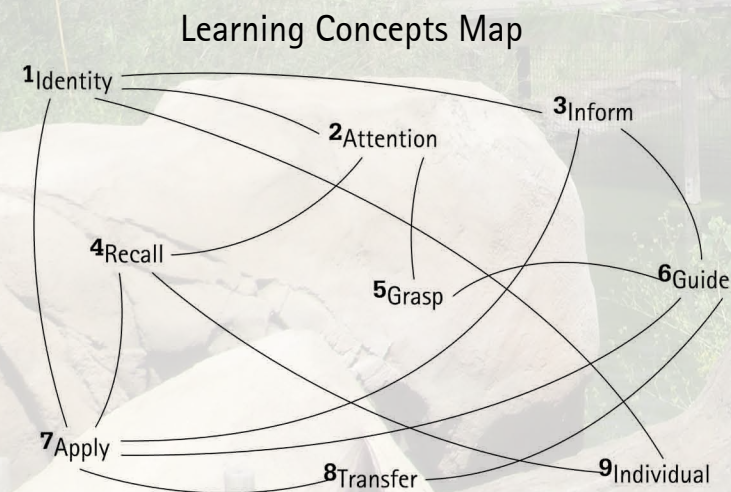 Learning Concepts Map
1Identity
3Inform
2Attention
4Recall
5Grasp
6Guide
7Apply
8Transfer
9Individual